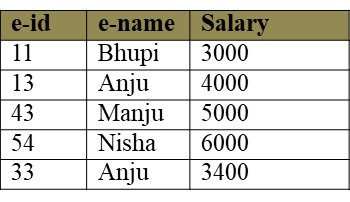 e-id e-name Salary
11 Bhupi 3000
13 Anju 4000
43 Manju 5000
54 Nisha 6000
33 Anju 3400